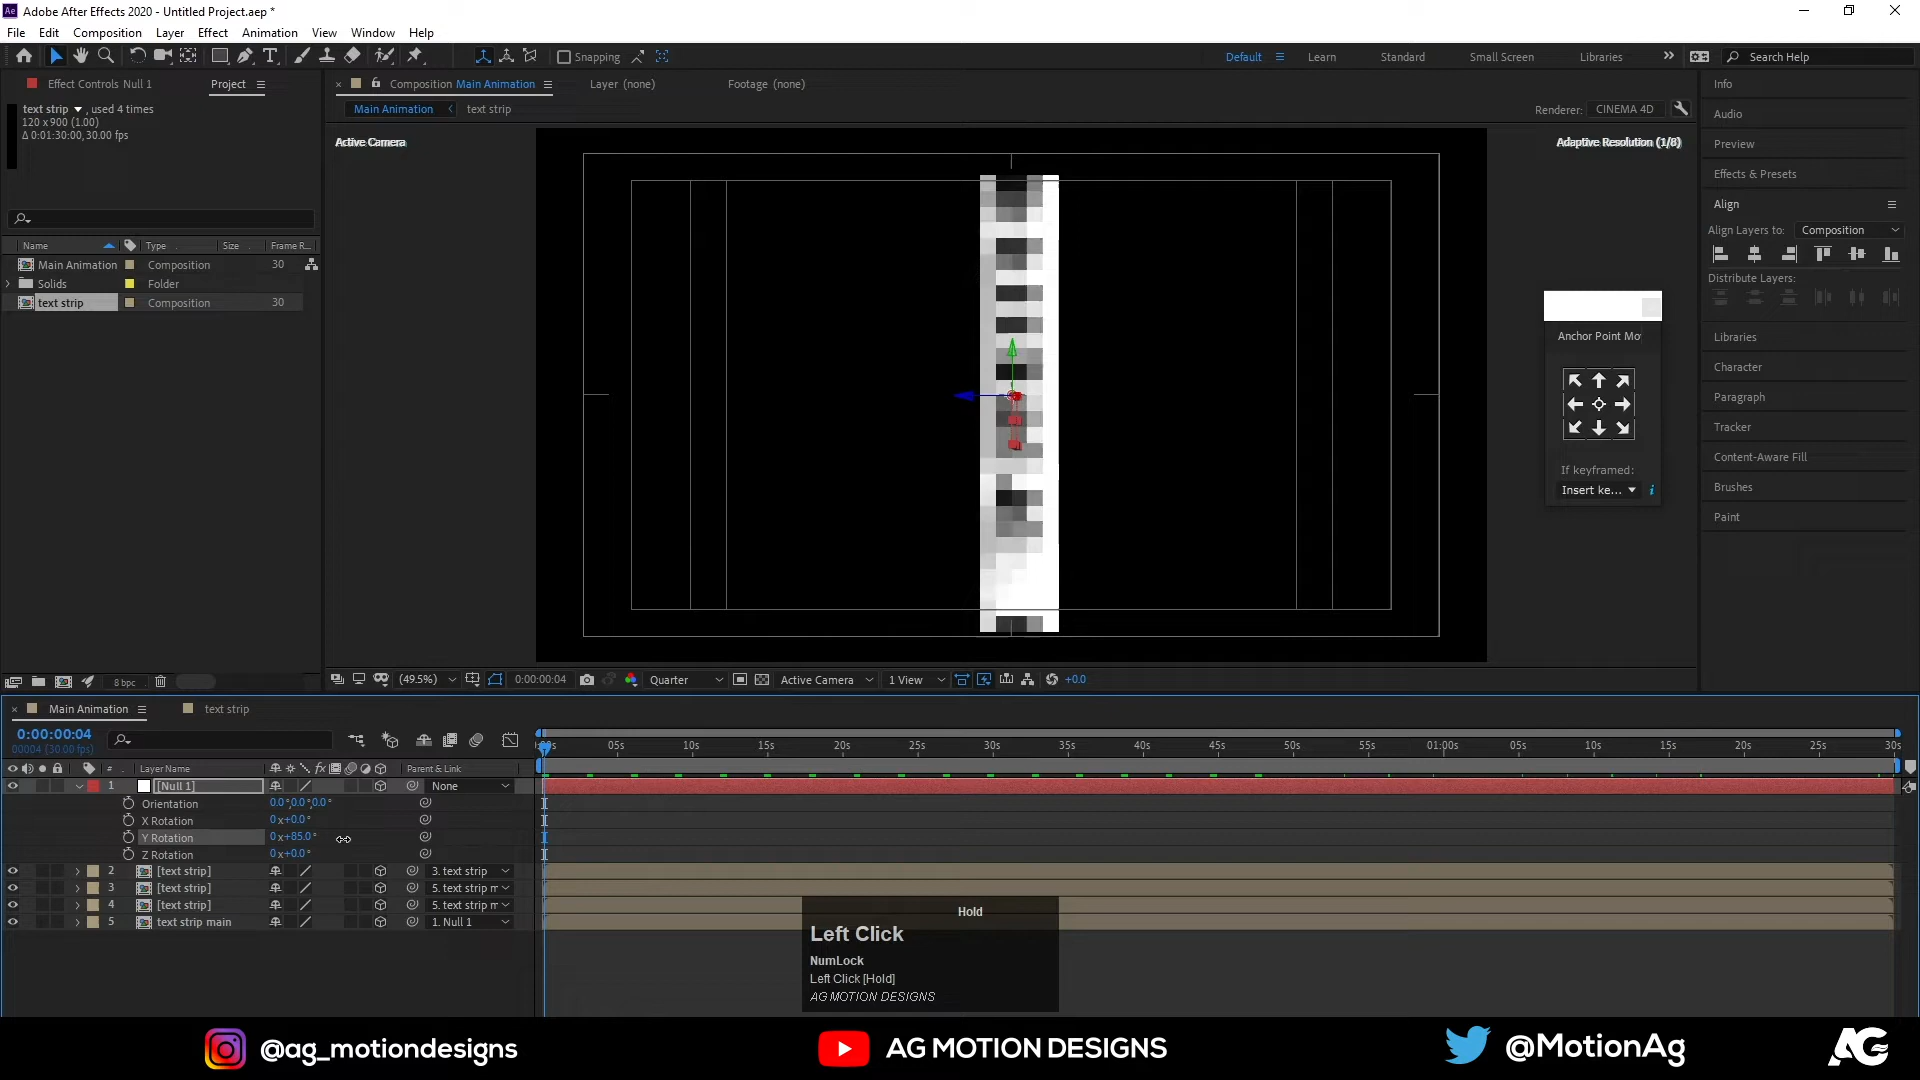 Ae Adobe After Effects 2020 - Untitled Project.aep *
File Edit Composition Layer Effect Animation View Window Help
Snapping
Default Learn Standard Small Screen Libraries Search Help
Effect Controls Null 1 Project
Composition Main Animation Layer (none) Footage (none)
text strip , used 4 times
120 x 900 (1.00)
Δ 0:01:30:00, 30.00 fps
Main Animation text strip
Renderer: CINEMA 4D
Active Camera
Adaptive Resolution (1/8)
Name Type Size Frame R...
Main Animation Composition 30
Solids Folder
text strip Composition 30
Info
Audio
Preview
Effects & Presets
Align
Align Layers to: Composition
Distribute Layers:
Libraries
Character
Paragraph
Tracker
Content-Aware Fill
Brushes
Paint
Anchor Point Mo
If keyframed:
Insert ke...
8 bpc
(49.5%) 0:00:00:04 Quarter Active Camera 1 View +0.0
Main Animation text strip
0:00:00:04
00004 (30.00 fps)
05s 10s 15s 20s 25s 30s 35s 40s 45s 50s 55s 01:00s 05s 10s 15s 20s 25s 30s
# Layer Name Parent & Link
1 [Null 1] None
Orientation 0.0°,0.0°,0.0°
X Rotation 0x+0.0°
Y Rotation 0x+85.0°
Z Rotation 0x+0.0°
2 [text strip] 3. text strip
3 [text strip] 5. text strip m
4 [text strip] 5. text strip m
5 text strip main 1. Null 1
Hold
Left Click
NumLock
Left Click [Hold]
AG MOTION DESIGNS
@ag_motiondesigns AG MOTION DESIGNS @MotionAg AG